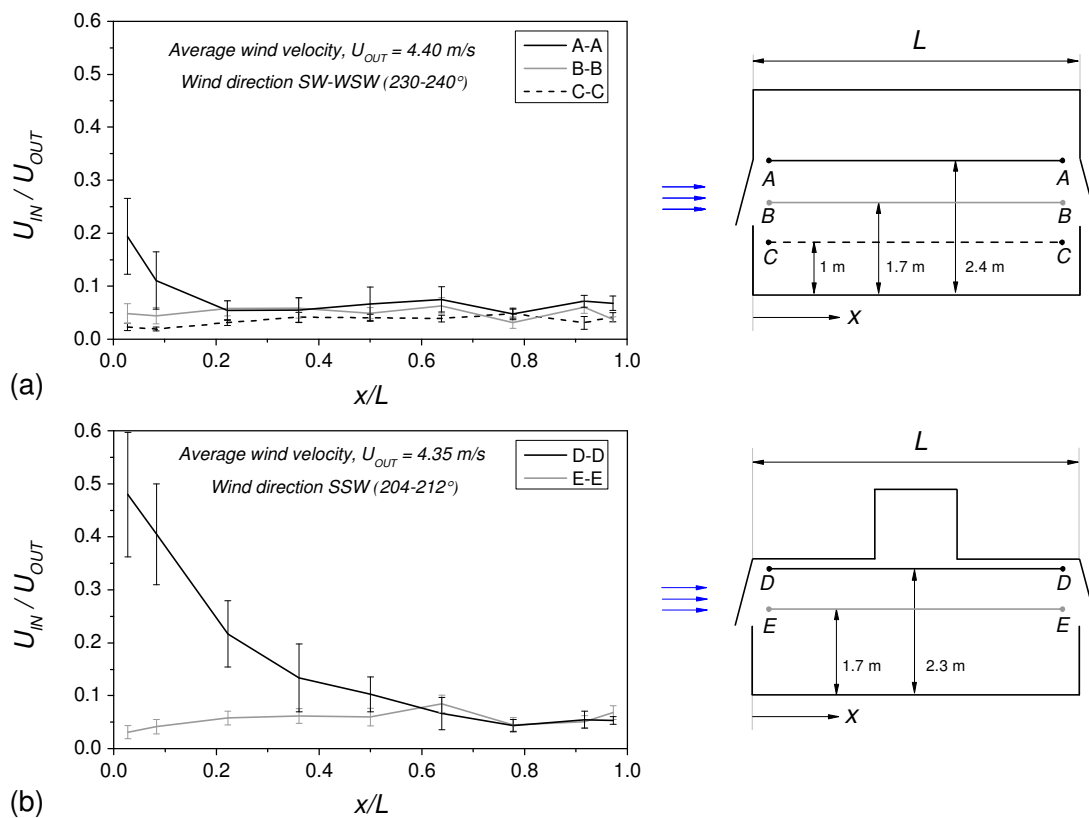 Average wind velocity, U_OUT = 4.40 m/s
Wind direction SW-WSW (230-240°)
A-A
B-B
C-C
0.6
0.5
0.4
0.3
0.2
0.1
0.0
U_IN / U_OUT
0.0 0.2 0.4 0.6 0.8 1.0
x/L
(a)
L
A A
B B
C C
1 m 1.7 m 2.4 m
x
Average wind velocity, U_OUT = 4.35 m/s
Wind direction SSW (204-212°)
D-D
E-E
0.6
0.5
0.4
0.3
0.2
0.1
0.0
U_IN / U_OUT
0.0 0.2 0.4 0.6 0.8 1.0
x/L
(b)
L
D D
E E
1.7 m 2.3 m
x